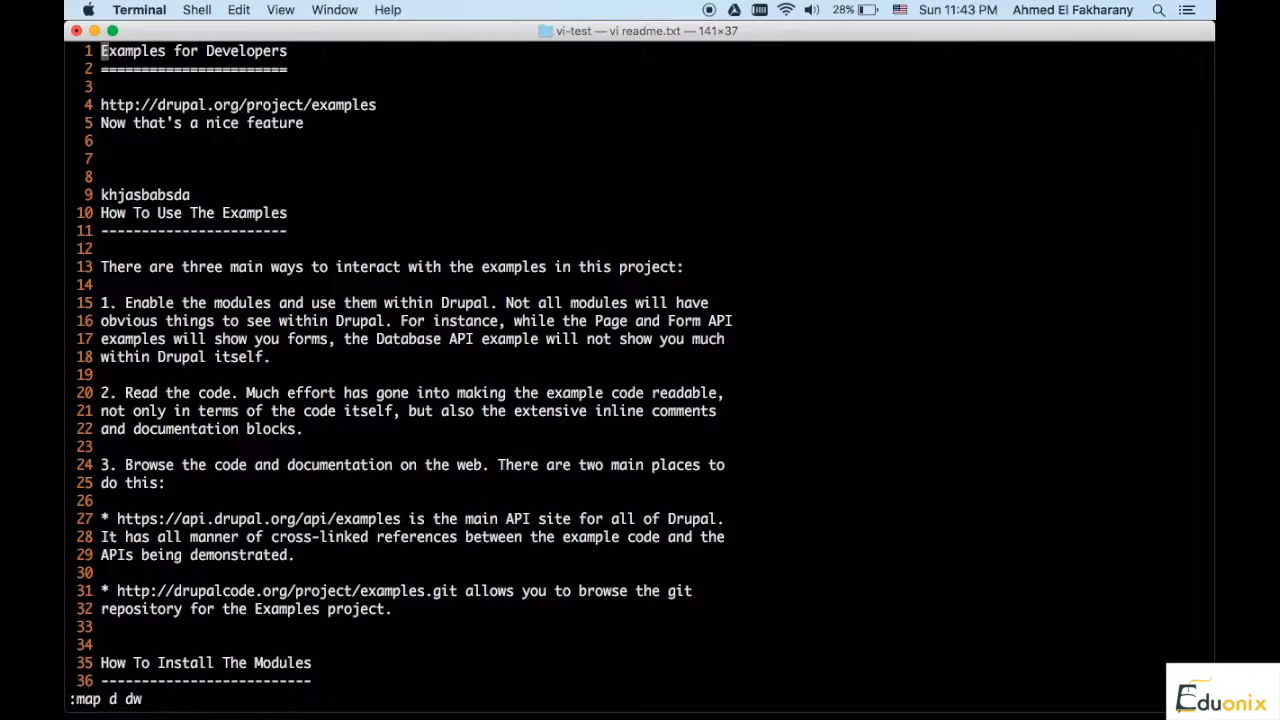 Terminal Shell Edit View Window Help 28% Sun 11:43 PM Ahmed El Fakharany
vi-test — vi readme.txt — 141×37
1 Examples for Developers
2 =======================
3
4 http://drupal.org/project/examples
5 Now that's a nice feature
6
7
8
9 khjasbabsda
10 How To Use The Examples
11 -----------------------
12
13 There are three main ways to interact with the examples in this project:
14
15 1. Enable the modules and use them within Drupal. Not all modules will have
16 obvious things to see within Drupal. For instance, while the Page and Form API
17 examples will show you forms, the Database API example will not show you much
18 within Drupal itself.
19
20 2. Read the code. Much effort has gone into making the example code readable,
21 not only in terms of the code itself, but also the extensive inline comments
22 and documentation blocks.
23
24 3. Browse the code and documentation on the web. There are two main places to
25 do this:
26
27 * https://api.drupal.org/api/examples is the main API site for all of Drupal.
28 It has all manner of cross-linked references between the example code and the
29 APIs being demonstrated.
30
31 * http://drupalcode.org/project/examples.git allows you to browse the git
32 repository for the Examples project.
33
34
35 How To Install The Modules
36 --------------------------
:map d dw
Eduonix